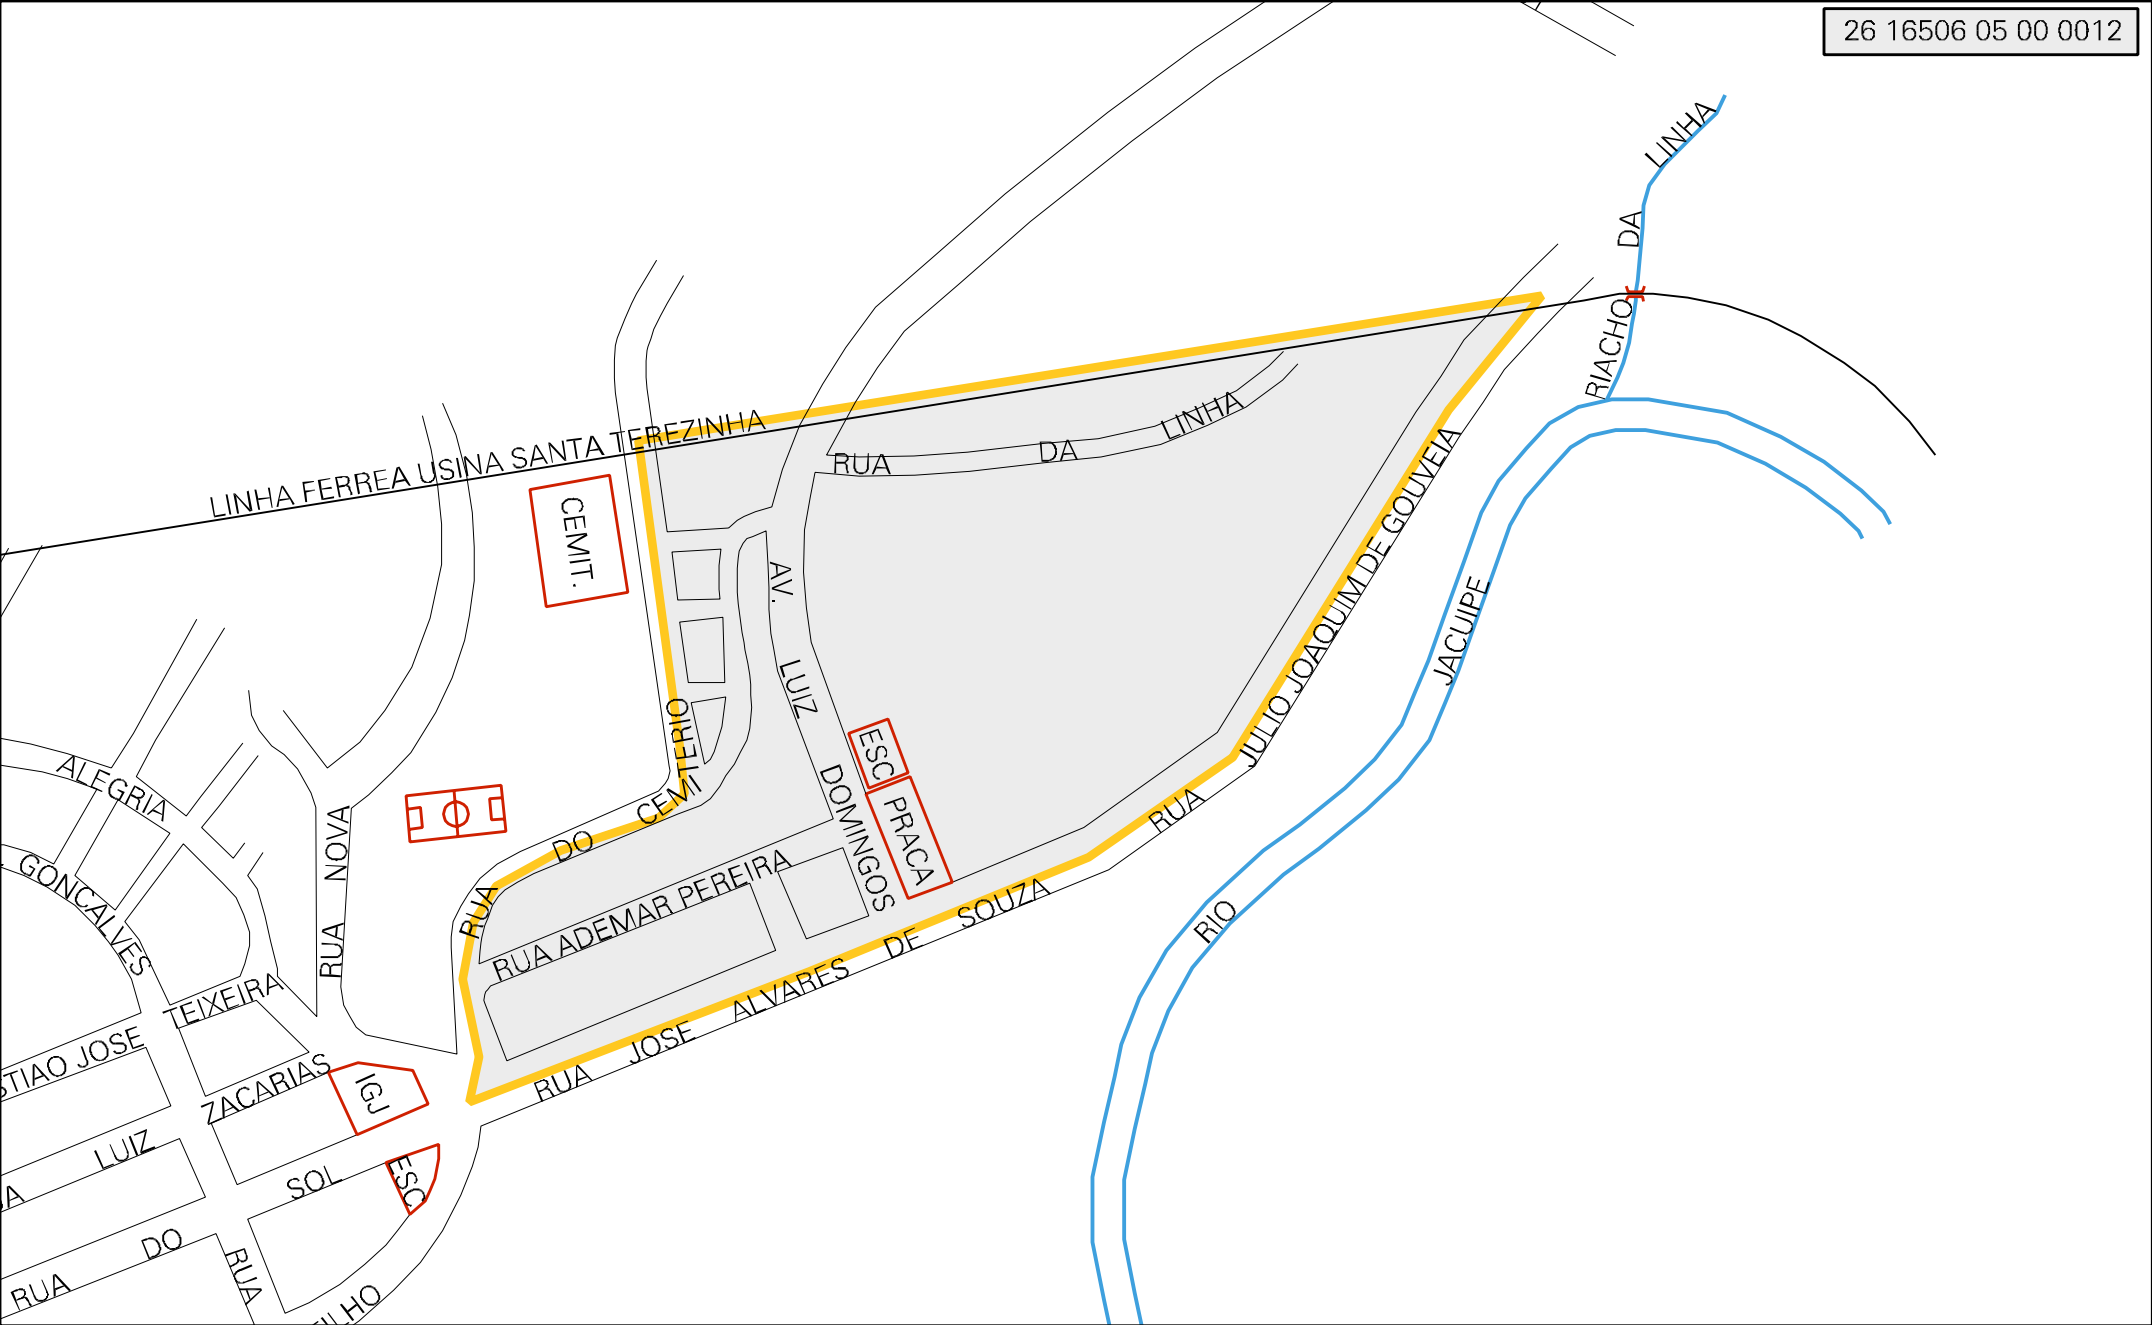 26 16506 05 00 0012
RIACHO DA LINHA
LINHA FERREA USINA SANTA TEREZINHA
RUA DA LINHA
CEMIT.
AV. LUIZ DOMINGOS
RUA JULIO JOAQUIM DE GOUVEIA
RIO JACUIPE
RUA DO CEMITERIO
ESC
PRACA
RUA ADEMAR PEREIRA
RUA JOSE ALVARES DE SOUZA
ALEGRIA
GONCALVES
RUA NOVA
STIAO JOSE TEIXEIRA
LUIZ ZACARIAS
IGJ
ESC
RUA DO SOL
RUA
ILHO